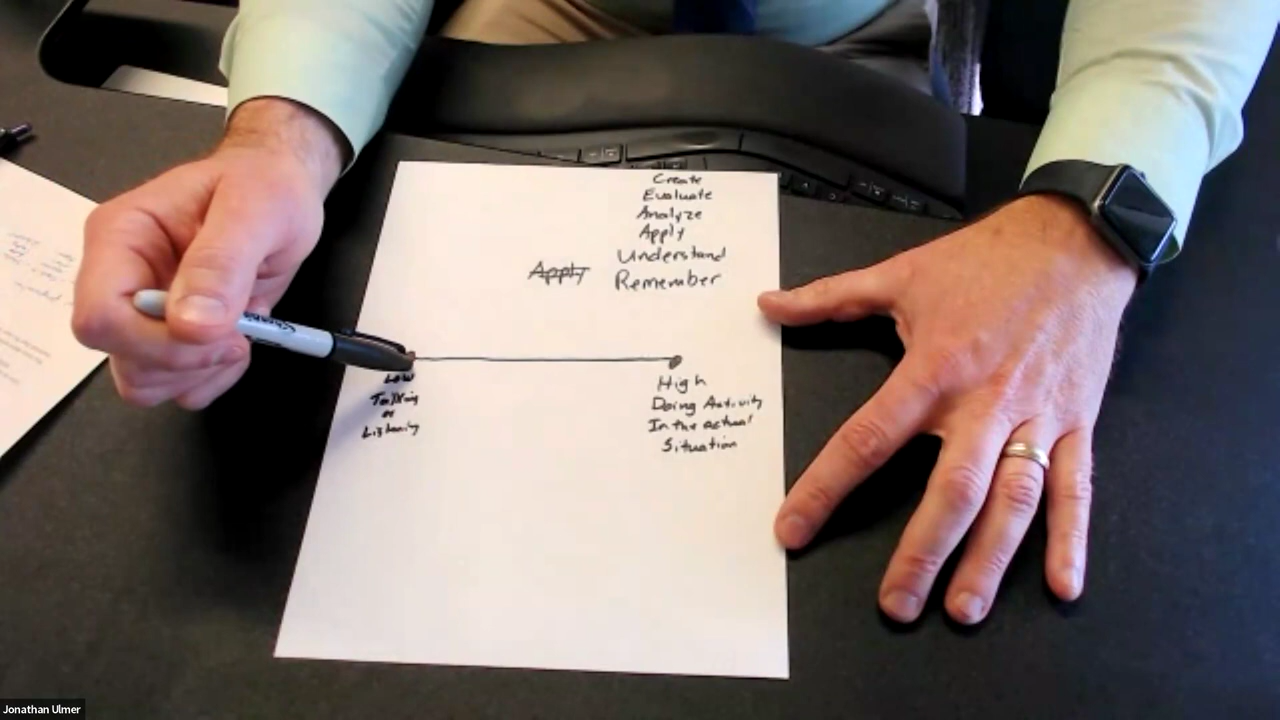 Create
Evaluate
Analyze
Apply
Understand
Apply Remember
Low
Talking
or
Listening
High
Doing Activity
In the actual
Situation
Sharpie
Jonathan Ulmer